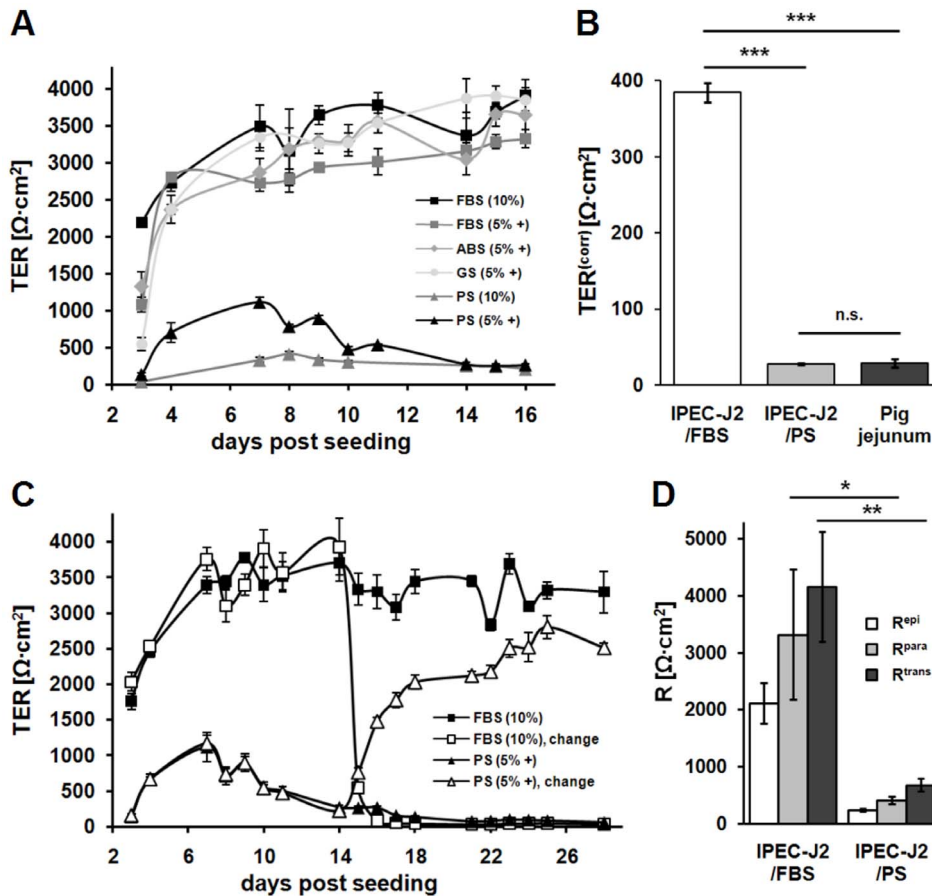 A
TER [Ω·cm²]
4000
3500
3000
2500
2000
1500
1000
500
0
FBS (10%)
FBS (5% +)
ABS (5% +)
GS (5% +)
PS (10%)
PS (5% +)
2 4 6 8 10 12 14 16
days post seeding
B
***
***
TER(corr) [Ω·cm²]
400
300
200
100
0
n.s.
IPEC-J2 IPEC-J2 Pig
/FBS /PS jejunum
C
TER [Ω·cm²]
4000
3500
3000
2500
2000
1500
1000
500
0
FBS (10%)
FBS (10%), change
PS (5% +)
PS (5% +), change
2 6 10 14 18 22 26
days post seeding
D
*
**
R [Ω·cm²]
5000
4000
3000
2000
1000
0
Repi
Rpara
Rtrans
IPEC-J2 IPEC-J2
/FBS /PS